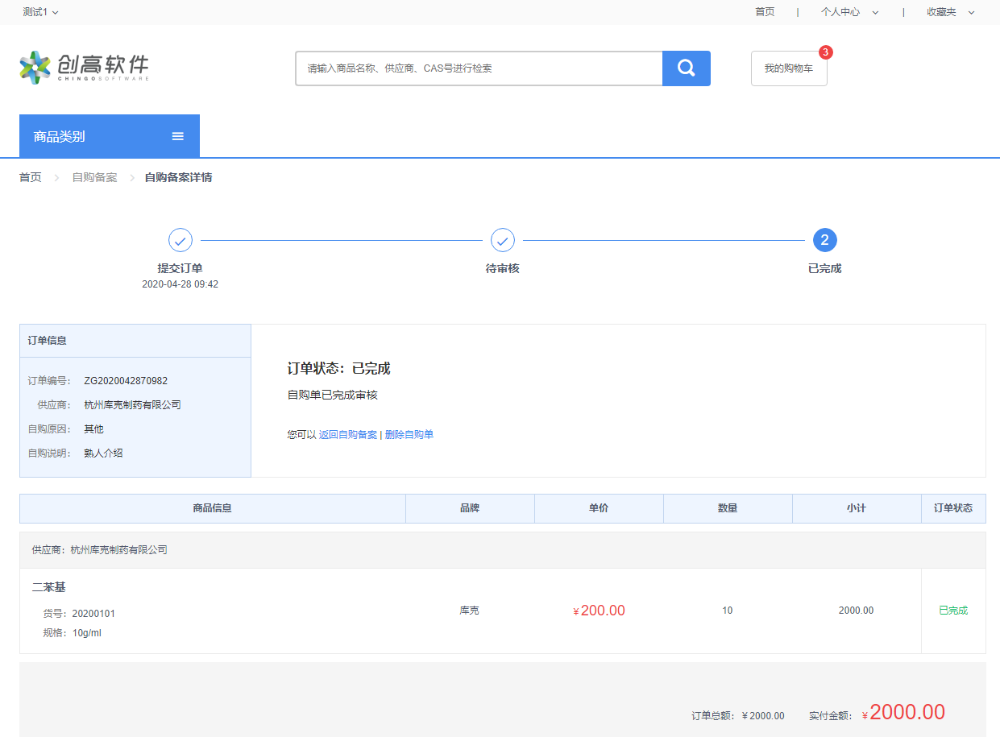 测试1 首页 | 个人中心 | 收藏夹
创高软件
CHINGOSOFTWARE
请输入商品名称、供应商、CAS号进行检索
我的购物车 3
商品类别
首页 自购备案 自购备案详情
2
提交订单 待审核 已完成
2020-04-28 09:42
订单信息
订单编号: ZG2020042870982
供应商: 杭州库克制药有限公司
自购原因: 其他
自购说明: 熟人介绍
订单状态：已完成
自购单已完成审核
您可以 返回自购备案 | 删除自购单
商品信息 品牌 单价 数量 小计 订单状态
供应商：杭州库克制药有限公司
二苯基
货号：20200101
规格：10g/ml
库克 ¥200.00 10 2000.00 已完成
订单总额: ¥2000.00 实付金额: ¥2000.00